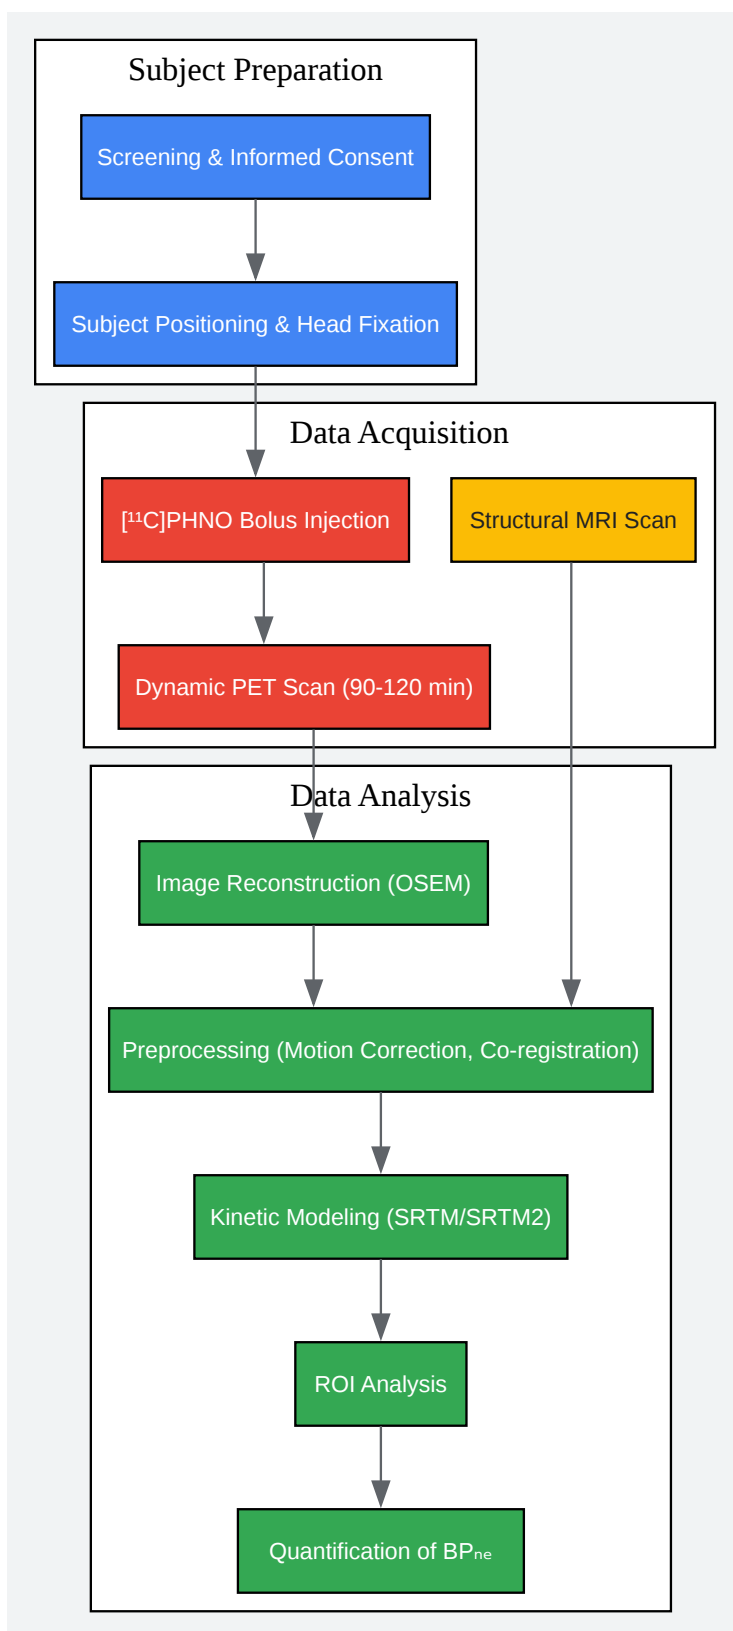 Subject Preparation
Screening & Informed Consent
Subject Positioning & Head Fixation
Data Acquisition
[¹¹C]PHNO Bolus Injection
Structural MRI Scan
Dynamic PET Scan (90-120 min)
Data Analysis
Image Reconstruction (OSEM)
Preprocessing (Motion Correction, Co-registration)
Kinetic Modeling (SRTM/SRTM2)
ROI Analysis
Quantification of BPₙₑ